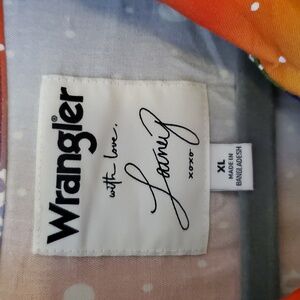 Wrangler®
with love,
Lainey
xoxo
XL
MADE IN
BANGLADESH